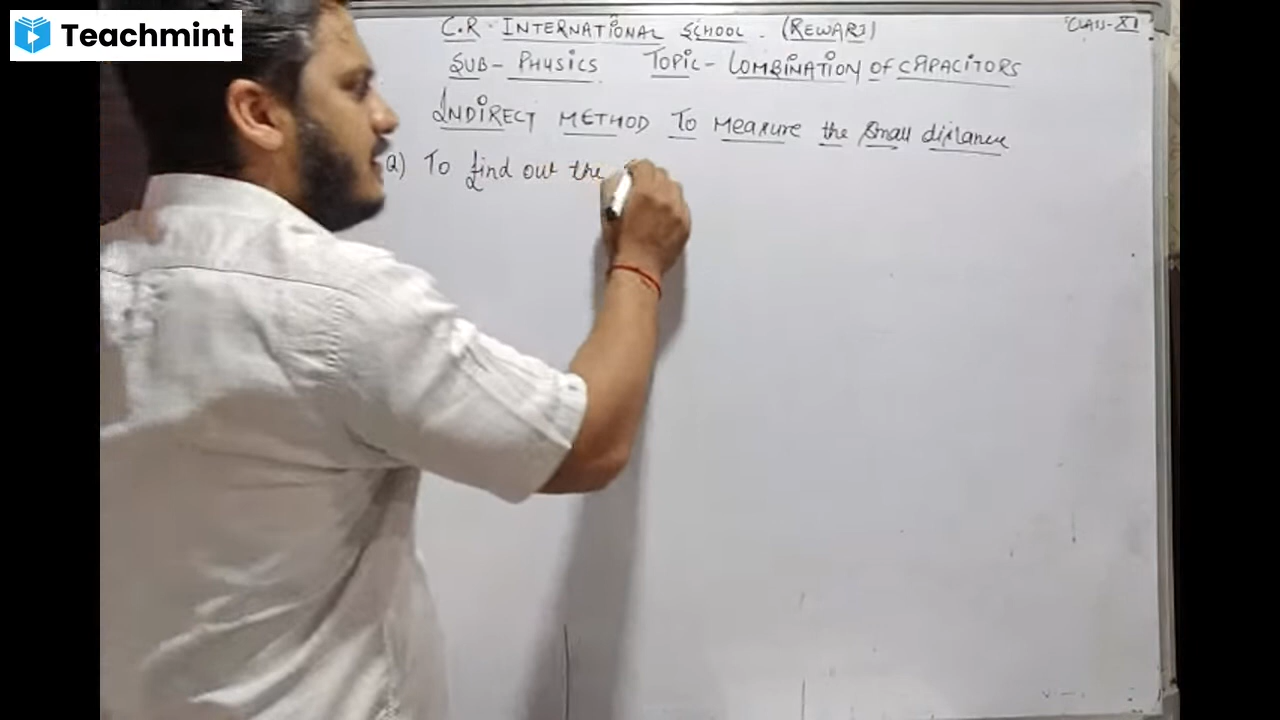 Teachmint
C.R. INTERNATIONAL SCHOOL. (REWARI)
CLASS-XI
SUB- PHYSICS TOPIC- COMBINATION OF CAPACITORS
INDIRECT METHOD TO Measure the small distance
Q) To find out the